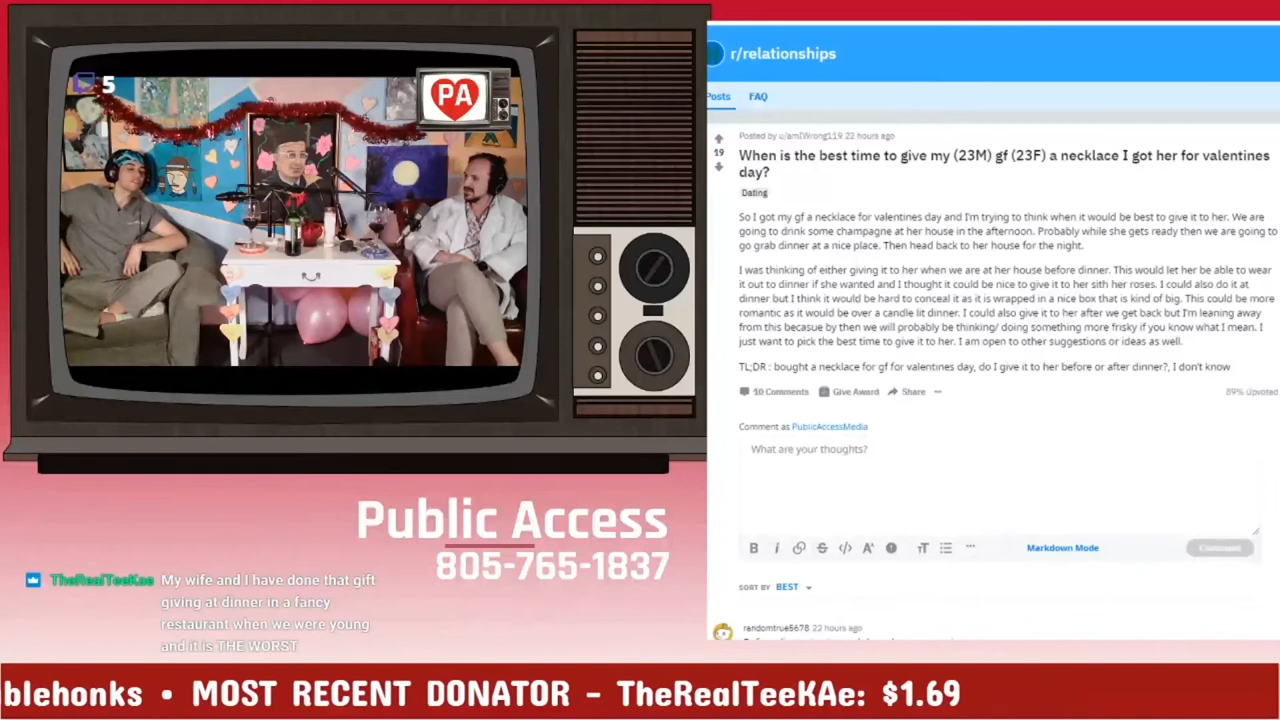 5
PA
Public Access
805-765-1837
TheRealTeeKae My wife and I have done that gift
giving at dinner in a fancy
restaurant when we were young
and it is THE WORST
r/relationships
Posts FAQ
Posted by u/amIWrong119 22 hours ago
19
When is the best time to give my (23M) gf (23F) a necklace I got her for valentines
day?
Dating
So I got my gf a necklace for valentines day and I'm trying to think when it would be best to give it to her. We are
going to drink some champagne at her house in the afternoon. Probably while she gets ready then we are going to
go grab dinner at a nice place. Then head back to her house for the night.
I was thinking of either giving it to her when we are at her house before dinner. This would let her be able to wear
it out to dinner if she wanted and I thought it could be nice to give it to her sith her roses. I could also do it at
dinner but I think it would be hard to conceal it as it is wrapped in a nice box that is kind of big. This could be more
romantic as it would be over a candle lit dinner. I could also give it to her after we get back but I'm leaning away
from this becasue by then we will probably be thinking/ doing something more frisky if you know what I mean. I
just want to pick the best time to give it to her. I am open to other suggestions or ideas as well.
TL;DR : bought a necklace for gf for valentines day, do I give it to her before or after dinner?, I don't know
10 Comments Give Award Share ...
89% Upvoted
Comment as PublicAccessMedia
What are your thoughts?
B i S </> A T ...
Markdown Mode
Comment
SORT BY BEST
randomtrue5678 22 hours ago
blehonks • MOST RECENT DONATOR - TheRealTeeKAe: $1.69